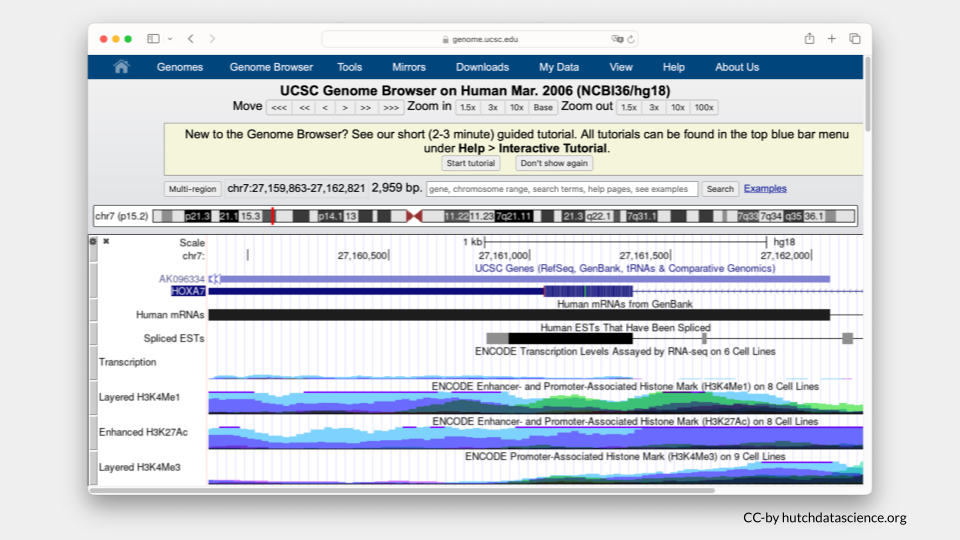 genome.ucsc.edu
Genomes Genome Browser Tools Mirrors Downloads My Data View Help About Us
UCSC Genome Browser on Human Mar. 2006 (NCBI36/hg18)
Move <<< << < > >> >>> Zoom in 1.5x 3x 10x Base Zoom out 1.5x 3x 10x 100x
New to the Genome Browser? See our short (2-3 minute) guided tutorial. All tutorials can be found in the top blue bar menu
under Help > Interactive Tutorial.
Start tutorial Don't show again
Multi-region chr7:27,159,863-27,162,821 2,959 bp. gene, chromosome range, search terms, help pages, see examples Search Examples
chr7 (p15.2) p21.3 21.1 15.3 p14.1 13 11.22 11.23 7q21.11 21.3 q22.1 7q31.1 7q33 7q34 q35 36.1
Scale 1 kb hg18
chr7: 27,160,500 27,161,000 27,161,500 27,162,000
UCSC Genes (RefSeq, GenBank, tRNAs & Comparative Genomics)
AK096334
HOXA7
Human mRNAs from GenBank
Human mRNAs
Human ESTs That Have Been Spliced
Spliced ESTs
ENCODE Transcription Levels Assayed by RNA-seq on 6 Cell Lines
Transcription
ENCODE Enhancer- and Promoter-Associated Histone Mark (H3K4Me1) on 8 Cell Lines
Layered H3K4Me1
ENCODE Enhancer- and Promoter-Associated Histone Mark (H3K27Ac) on 8 Cell Lines
Enhanced H3K27Ac
ENCODE Promoter-Associated Histone Mark (H3K4Me3) on 9 Cell Lines
Layered H3K4Me3
CC-by hutchdatascience.org